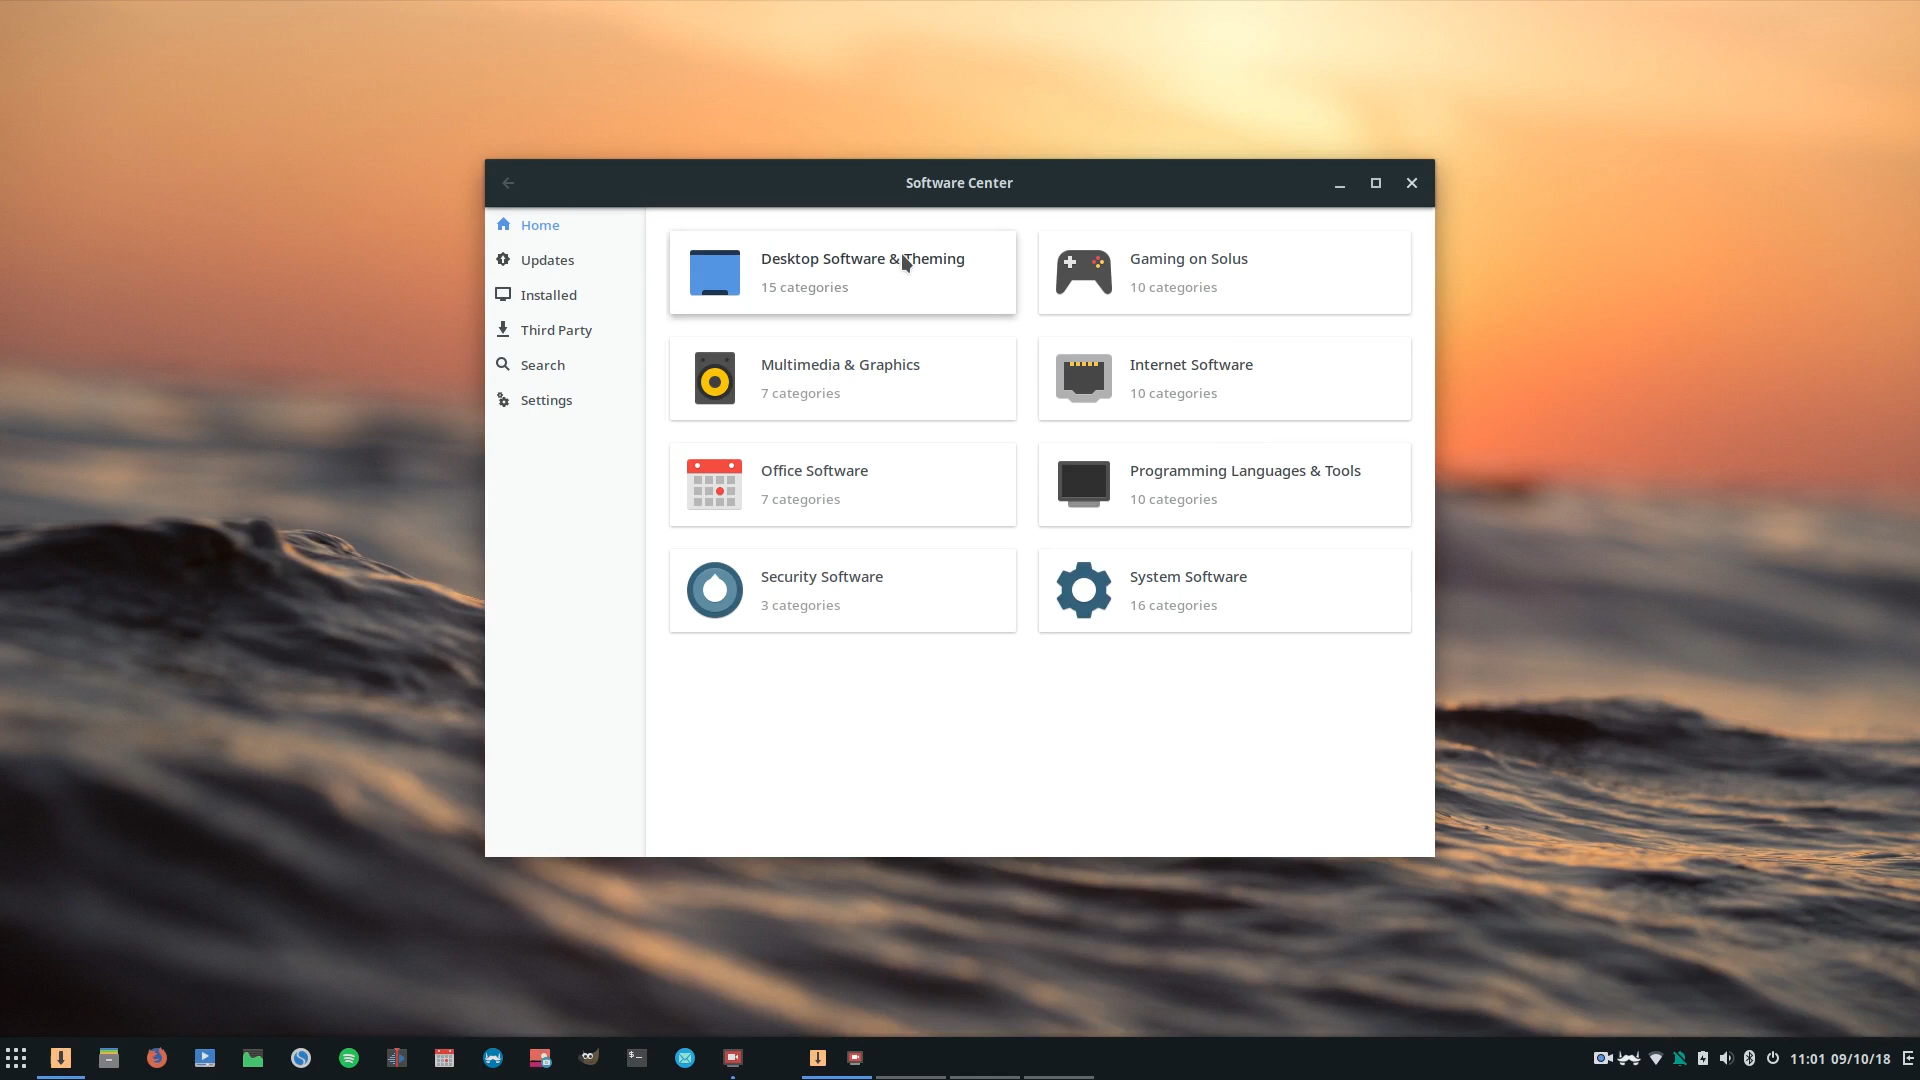 Software Center
Home
Updates
Installed
Third Party
Search
Settings
Desktop Software & Theming
15 categories
Gaming on Solus
10 categories
Multimedia & Graphics
7 categories
Internet Software
10 categories
Office Software
7 categories
Programming Languages & Tools
10 categories
Security Software
3 categories
System Software
16 categories
11:01 09/10/18